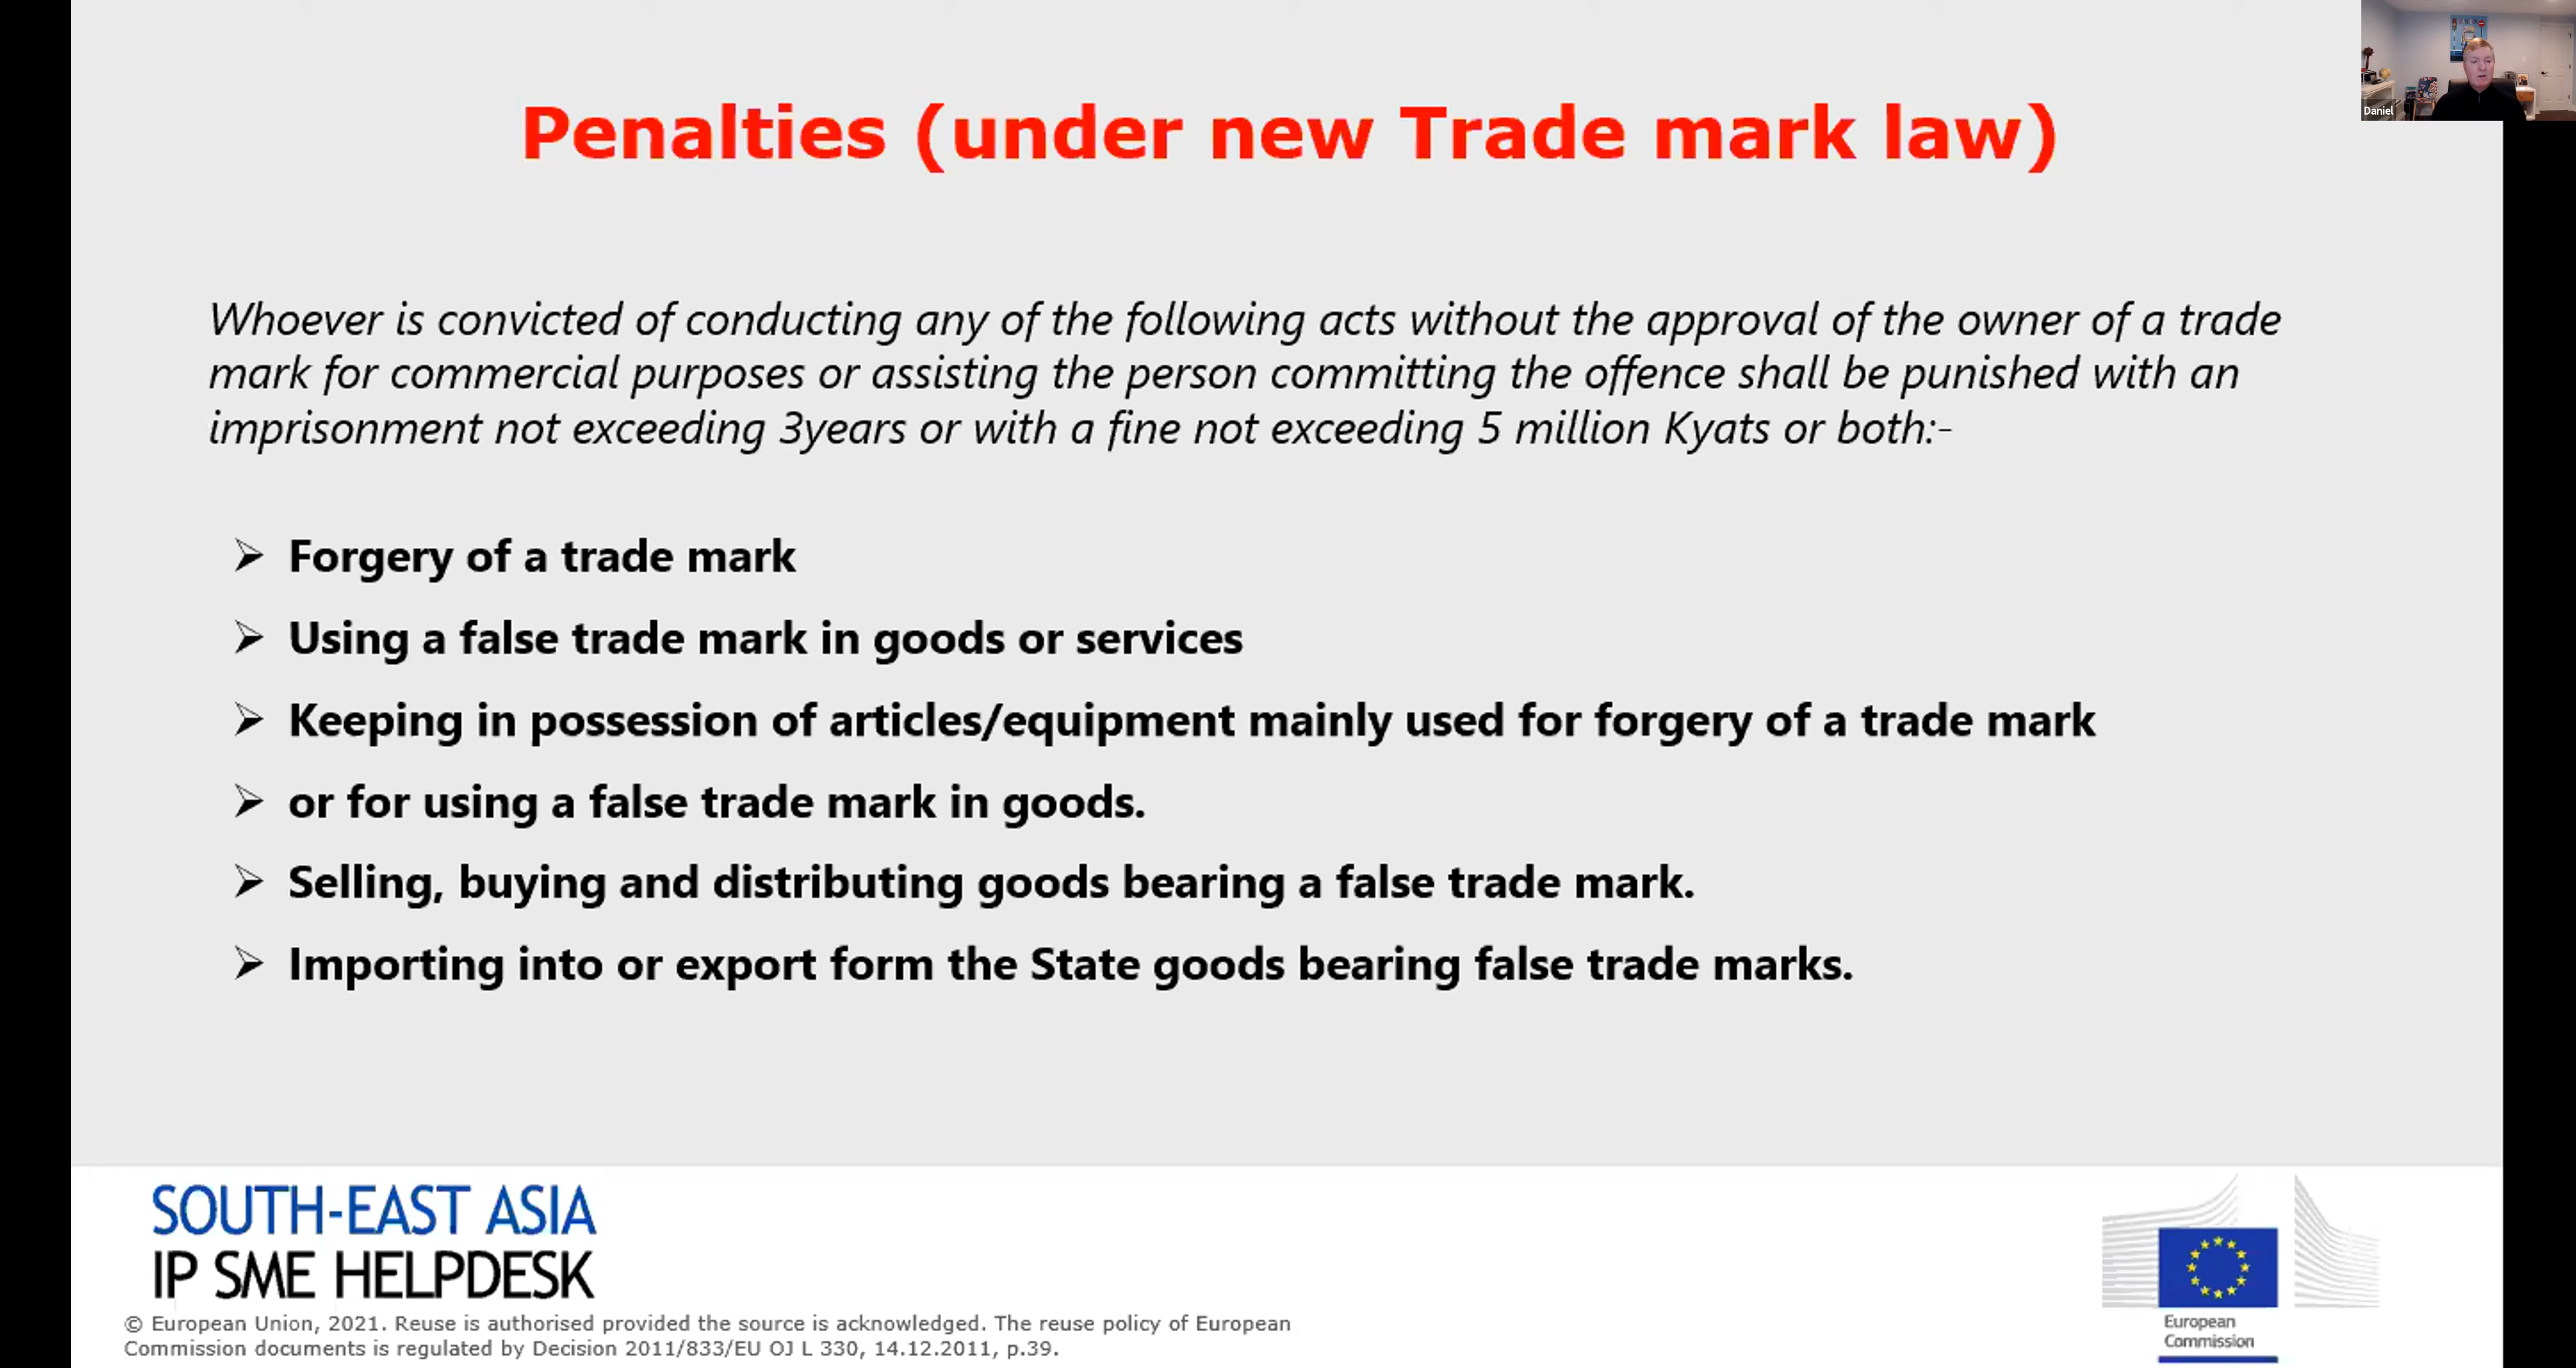 Daniel
Penalties (under new Trade mark law)
Whoever is convicted of conducting any of the following acts without the approval of the owner of a trade
mark for commercial purposes or assisting the person committing the offence shall be punished with an
imprisonment not exceeding 3years or with a fine not exceeding 5 million Kyats or both:-
➢ Forgery of a trade mark
➢ Using a false trade mark in goods or services
➢ Keeping in possession of articles/equipment mainly used for forgery of a trade mark
➢ or for using a false trade mark in goods.
➢ Selling, buying and distributing goods bearing a false trade mark.
➢ Importing into or export form the State goods bearing false trade marks.
SOUTH-EAST ASIA
IP SME HELPDESK
© European Union, 2021. Reuse is authorised provided the source is acknowledged. The reuse policy of European
Commission documents is regulated by Decision 2011/833/EU OJ L 330, 14.12.2011, p.39.
European
Commission